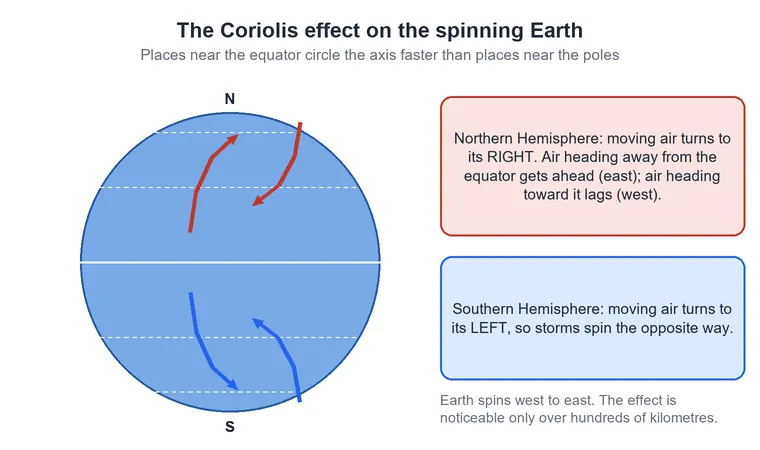 The Coriolis effect on the spinning Earth
Places near the equator circle the axis faster than places near the poles
N
Northern Hemisphere: moving air turns to
its RIGHT. Air heading away from the
equator gets ahead (east); air heading
toward it lags (west).
Southern Hemisphere: moving air turns to
its LEFT, so storms spin the opposite way.
Earth spins west to east. The effect is
noticeable only over hundreds of kilometres.
S